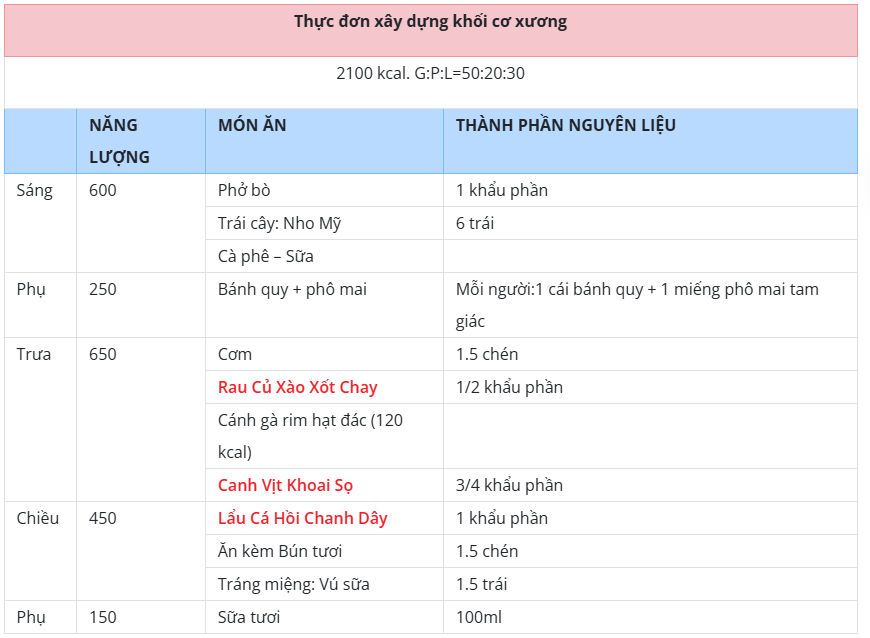 Thực đơn xây dựng khối cơ xương
2100 kcal. G:P:L=50:20:30
NĂNG LƯỢNG MÓN ĂN THÀNH PHẦN NGUYÊN LIỆU
Sáng 600 Phở bò 1 khẩu phần
Trái cây: Nho Mỹ 6 trái
Cà phê – Sữa
Phụ 250 Bánh quy + phô mai Mỗi người:1 cái bánh quy + 1 miếng phô mai tam
giác
Trưa 650 Cơm 1.5 chén
Rau Củ Xào Xốt Chay 1/2 khẩu phần
Cánh gà rim hạt đác (120
kcal)
Canh Vịt Khoai Sọ 3/4 khẩu phần
Chiều 450 Lẩu Cá Hồi Chanh Dây 1 khẩu phần
Ăn kèm Bún tươi 1.5 chén
Tráng miệng: Vú sữa 1.5 trái
Phụ 150 Sữa tươi 100ml